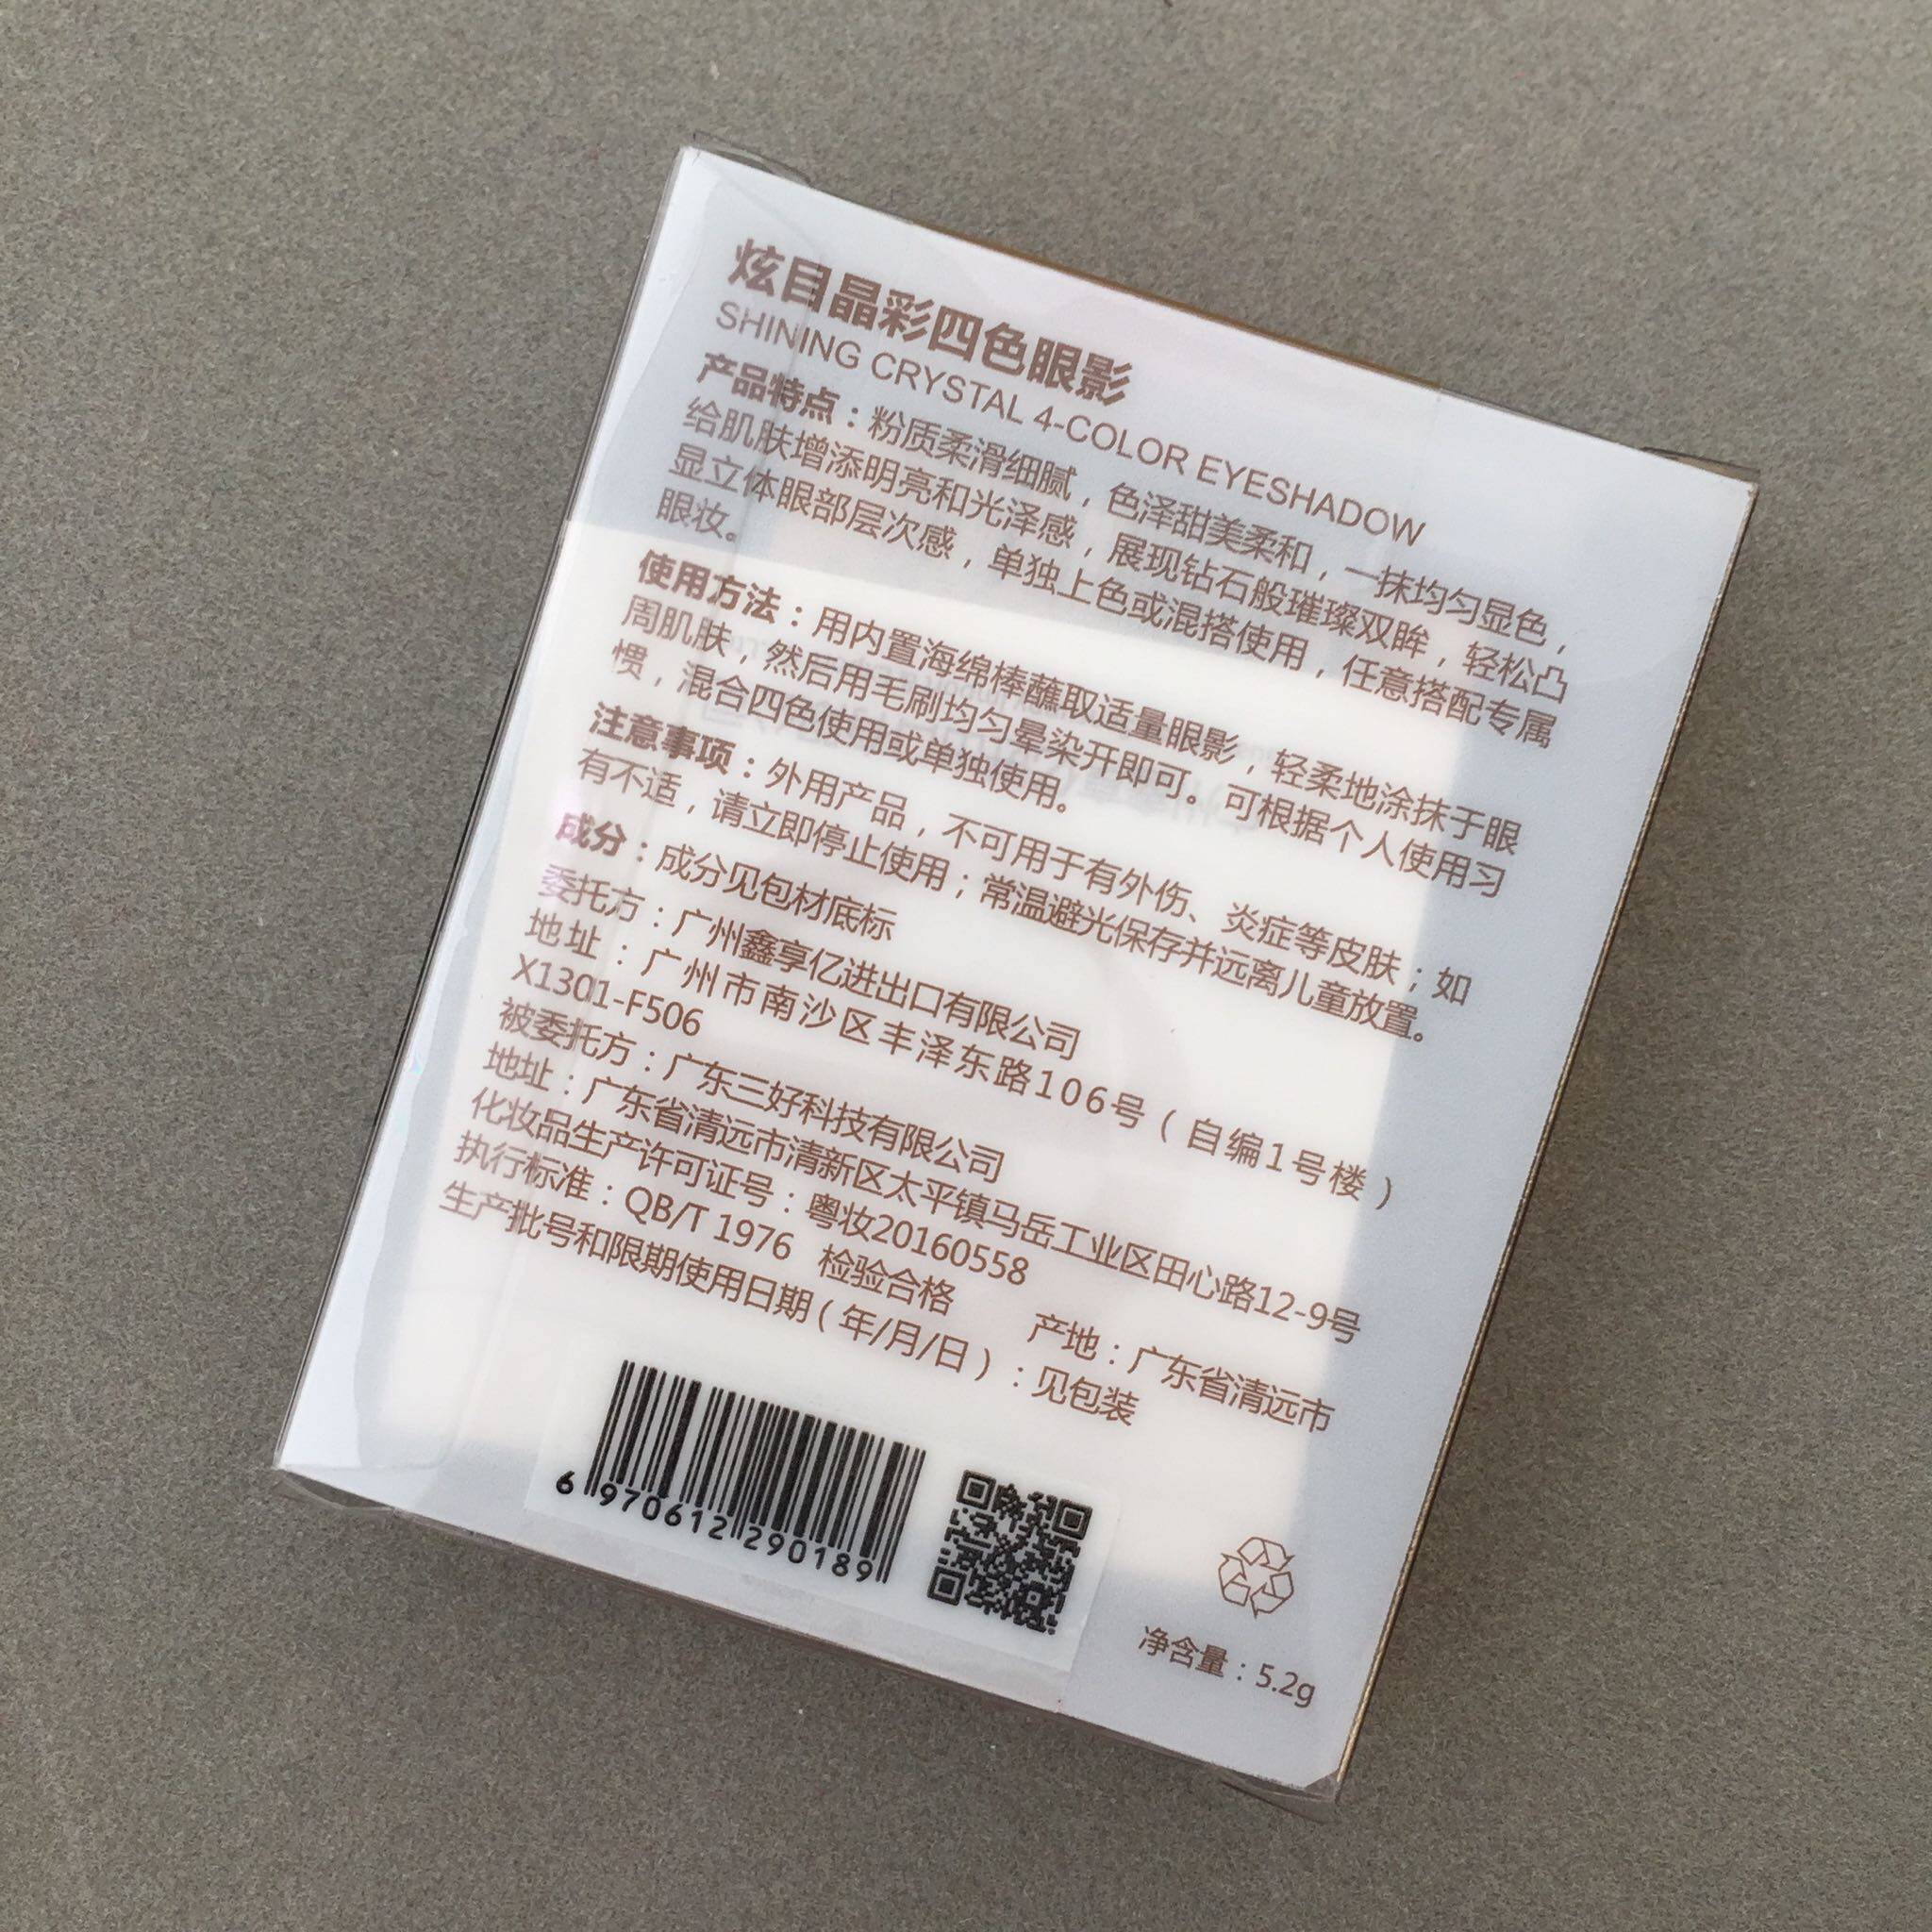 炫目晶彩四色眼影
SHINING CRYSTAL 4-COLOR EYESHADOW
产品特点：粉质柔滑细腻，色泽甜美柔和，一抹均匀显色，
给肌肤增添明亮和光泽感，展现钻石般璀璨双眸，轻松凸
显立体眼部层次感，单独上色或混搭使用，任意搭配专属
眼妆。
使用方法：用内置海绵棒蘸取适量眼影，轻柔地涂抹于眼
周肌肤，然后用毛刷均匀晕染开即可。可根据个人使用习
惯，混合四色使用或单独使用。
注意事项：外用产品，不可用于有外伤、炎症等皮肤；如
有不适，请立即停止使用；常温避光保存并远离儿童放置。
成分：成分见包材底标
委托方：广州鑫享亿进出口有限公司
地址：广州市南沙区丰泽东路106号（自编1号楼）
X1301-F506
被委托方：广东三好科技有限公司
地址：广东省清远市清新区太平镇马岳工业区田心路12-9号
化妆品生产许可证号：粤妆20160558
执行标准：QB/T 1976 检验合格 产地：广东省清远市
生产批号和限期使用日期（年/月/日）：见包装
6 970612 290189
净含量：5.2g